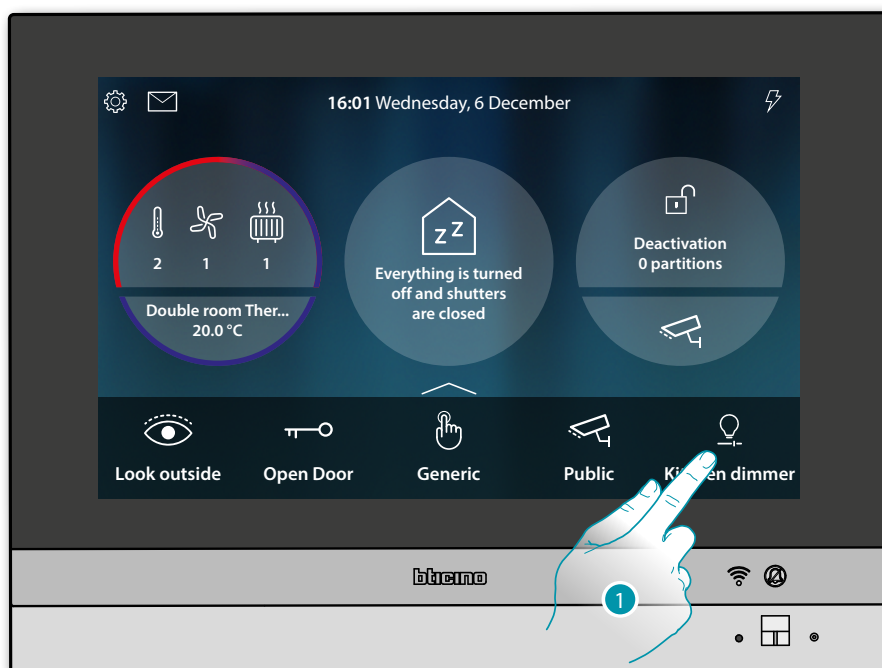 16:01 Wednesday, 6 December
2 1 1
Double room Ther...
20.0 °C
z z
Everything is turned
off and shutters
are closed
Deactivation
0 partitions
Look outside Open Door Generic Public Kitchen dimmer
bticino
1